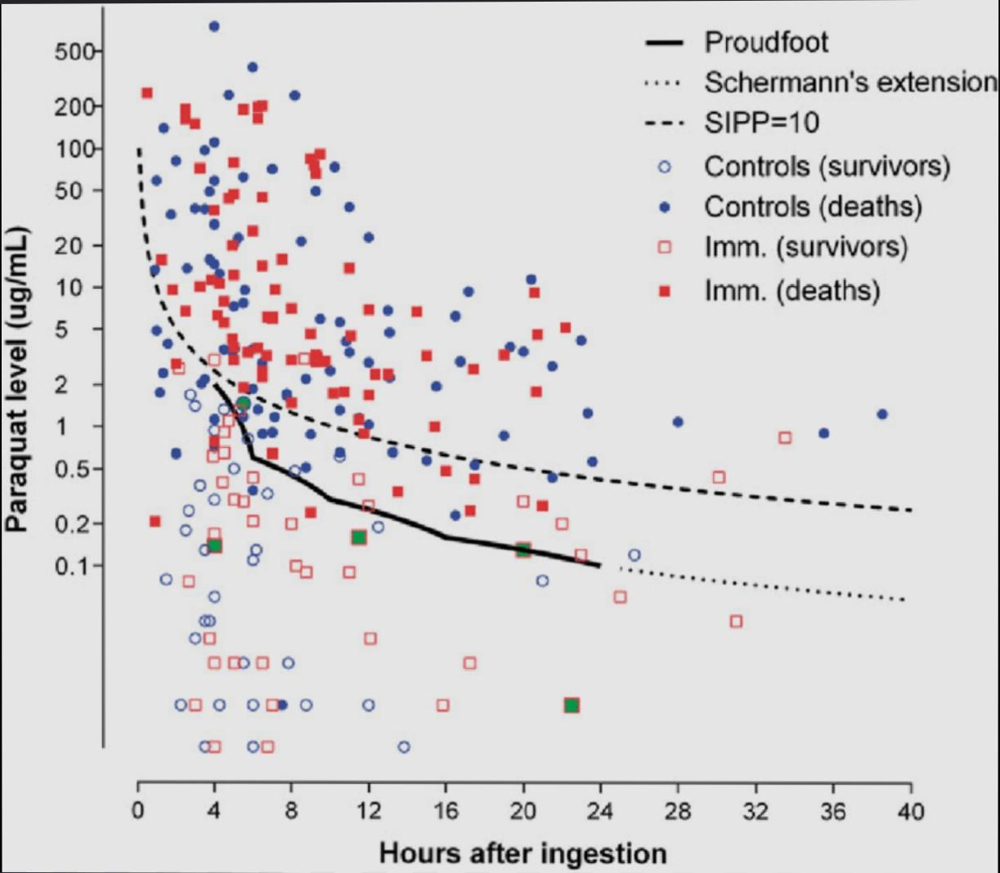 Proudfoot
Schermann's extension
SIPP=10
Controls (survivors)
Controls (deaths)
Imm. (survivors)
Imm. (deaths)
Paraquat level (ug/mL)
500
200
100
50
20
10
5
2
1
0.5
0.2
0.1
0 4 8 12 16 20 24 28 32 36 40
Hours after ingestion